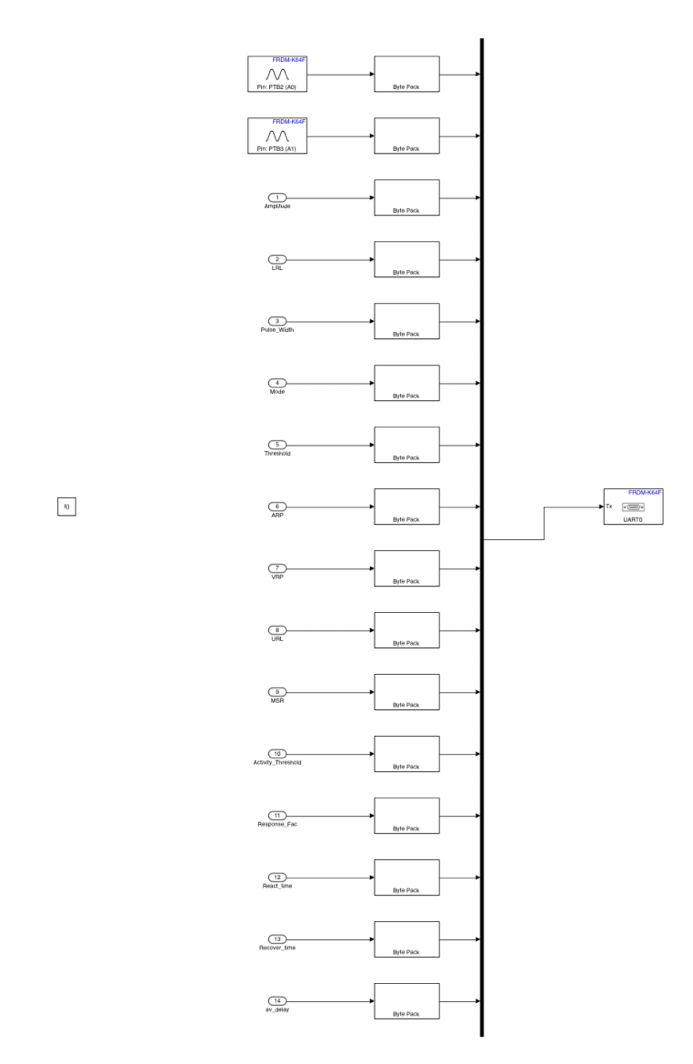 FRDM-K64F
Pin: PTB2 (A0)
Byte Pack
FRDM-K64F
Pin: PTB3 (A1)
Byte Pack
1
Amplitude
Byte Pack
2
LRL
Byte Pack
3
Pulse_Width
Byte Pack
4
Mode
Byte Pack
5
Threshold
Byte Pack
f()
6
ARP
Byte Pack
FRDM-K64F
Tx
UART0
7
VRP
Byte Pack
8
URL
Byte Pack
9
MSR
Byte Pack
10
Activity_Threshold
Byte Pack
11
Response_Fac
Byte Pack
12
React_time
Byte Pack
13
Recover_time
Byte Pack
14
av_delay
Byte Pack